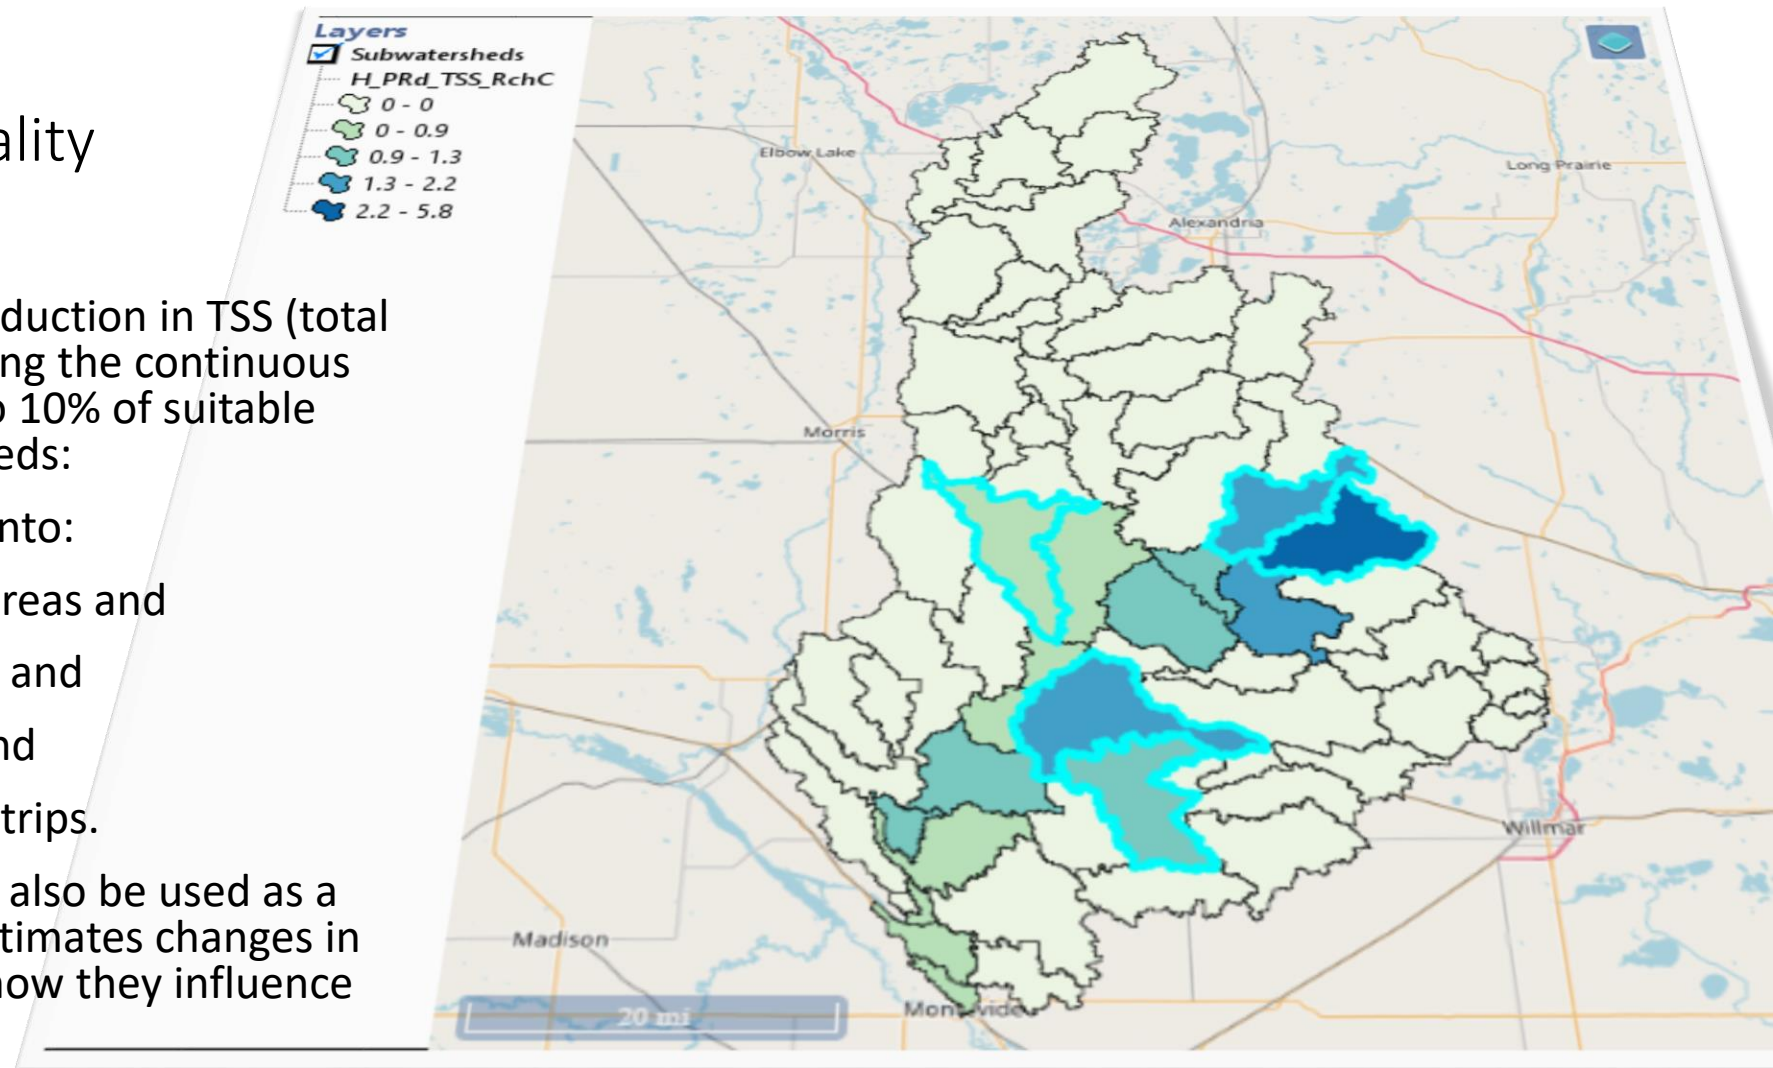 ality
duction in TSS (total
ng the continuous
o 10% of suitable
eds:
nto:
reas and
and
nd
trips.
also be used as a
timates changes in
how they influence
Layers
Subwatersheds
H_PRd_TSS_RchC
0 - 0
0 - 0.9
0.9 - 1.3
1.3 - 2.2
2.2 - 5.8
Elbow Lake
Long Prairie
Alexandria
Morris
Willmar
Madison
Montevideo
20 mi